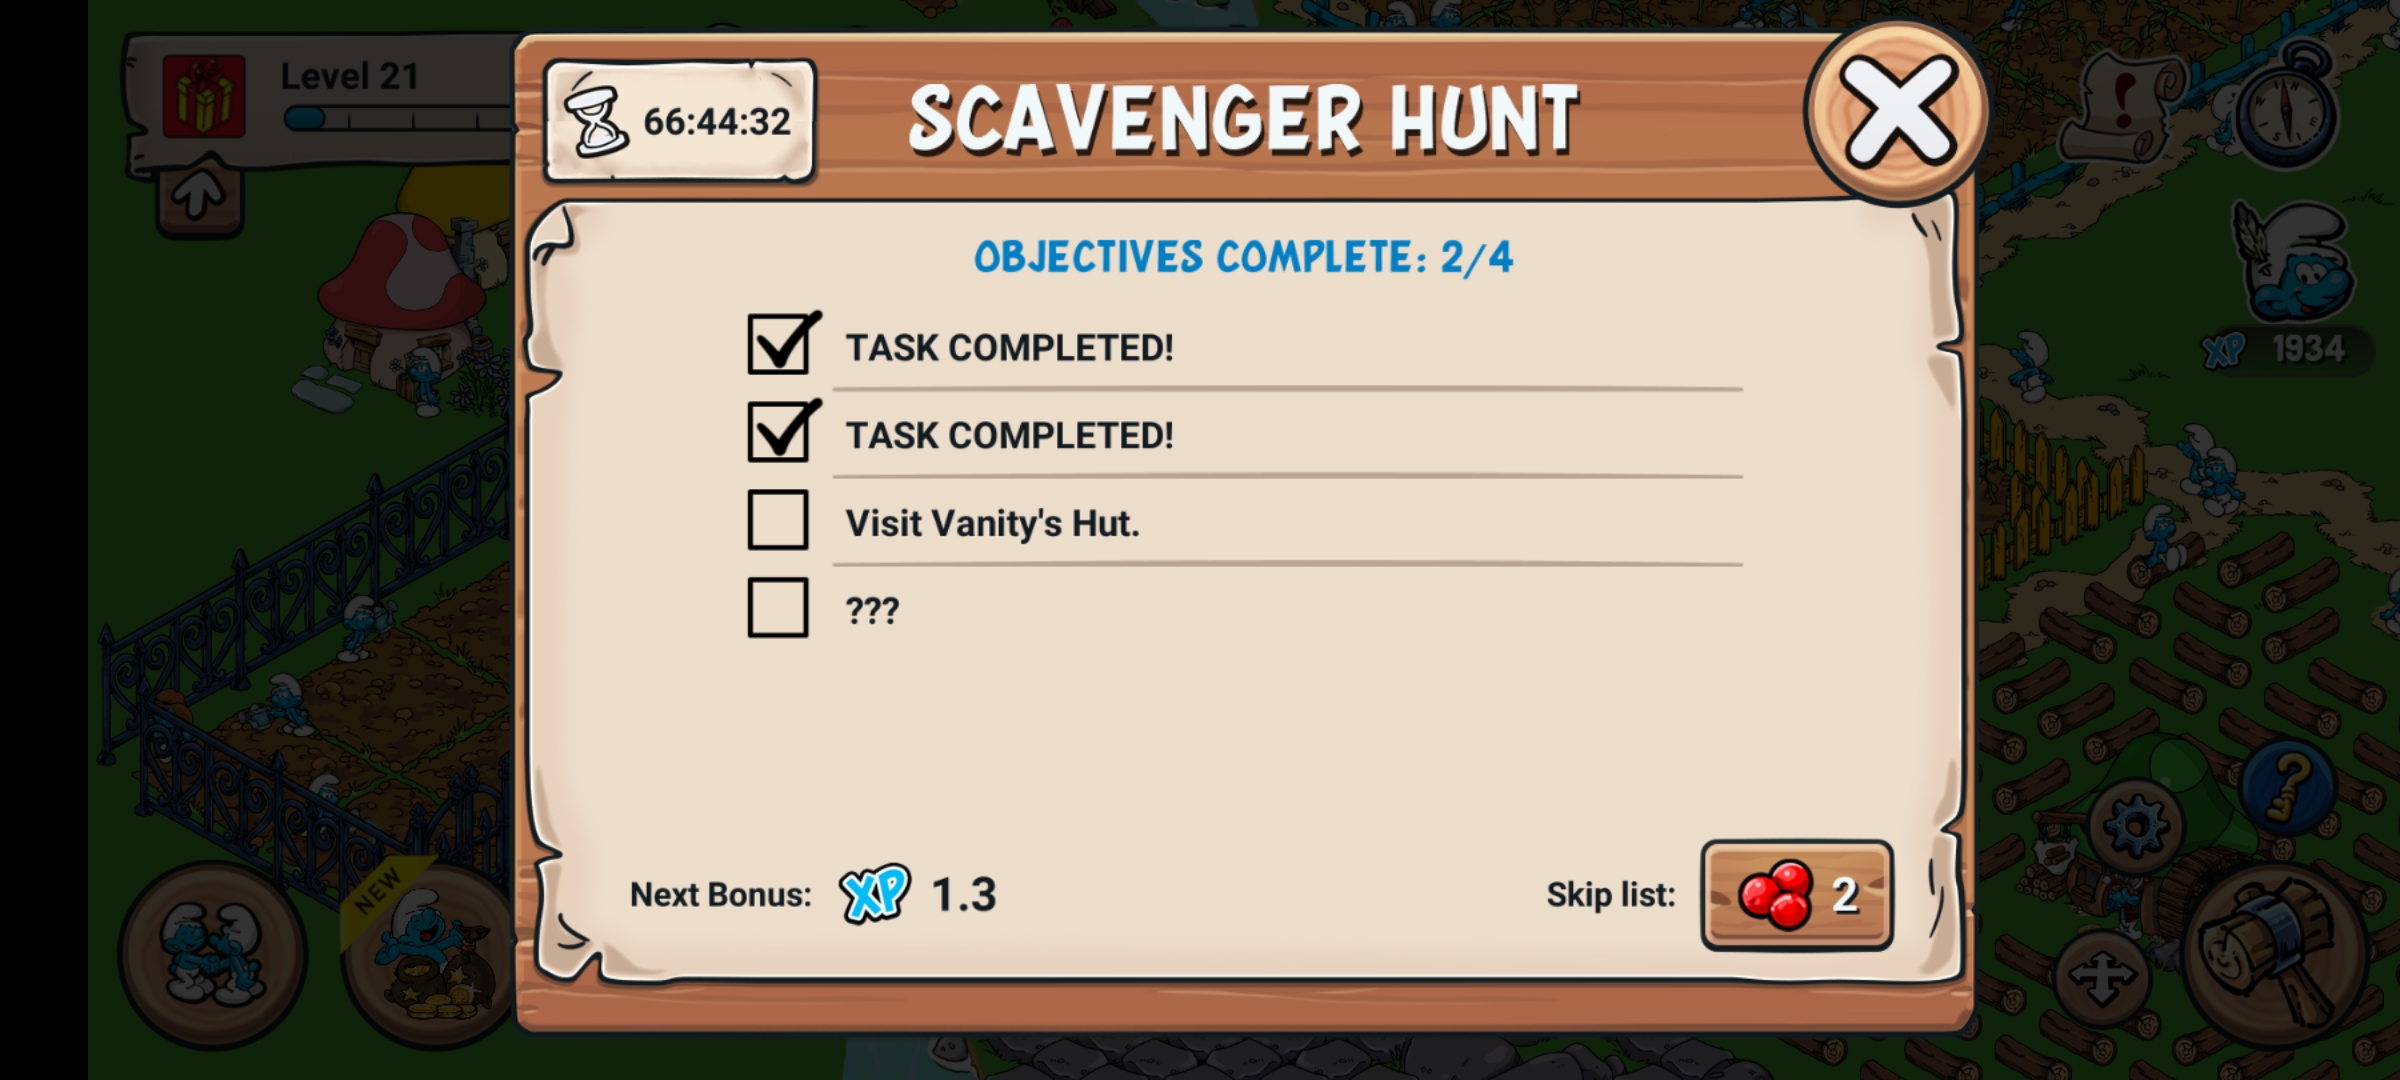 Level 21
66:44:32
SCAVENGER HUNT
OBJECTIVES COMPLETE: 2/4
TASK COMPLETED!
TASK COMPLETED!
Visit Vanity's Hut.
???
XP 1934
Next Bonus: XP 1.3
Skip list: 2
NEW